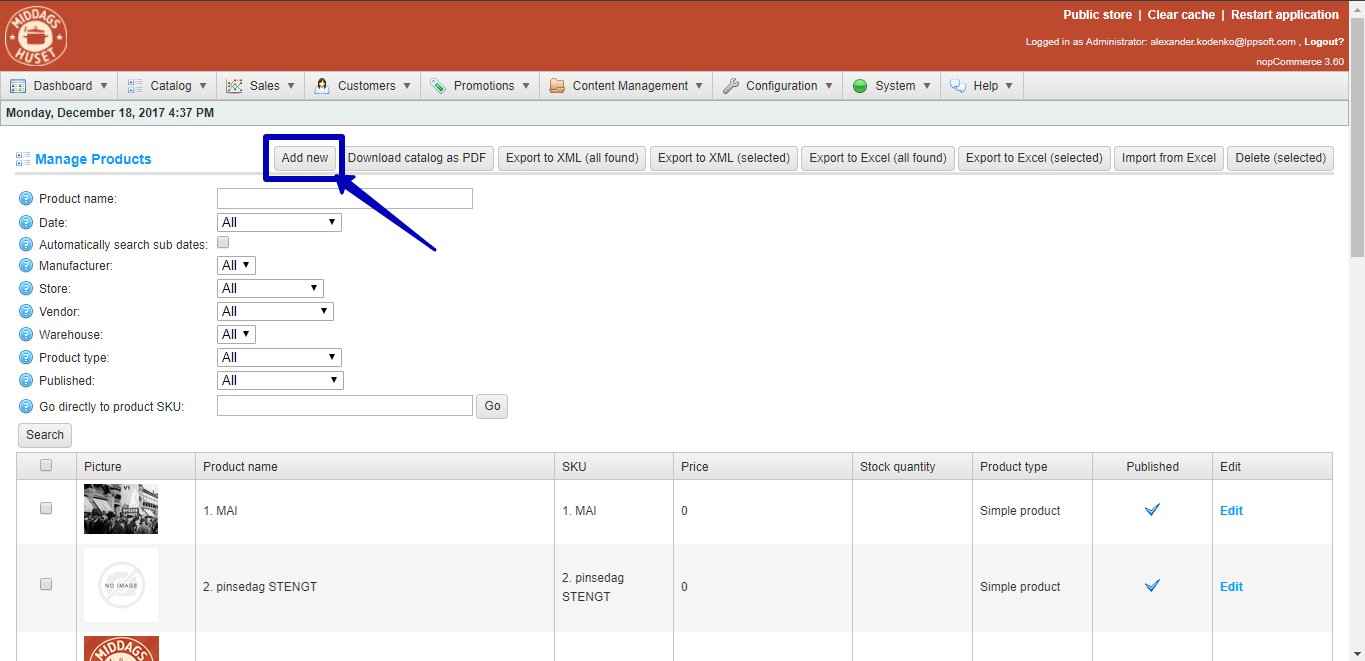 MIDDAGS HUSET
Public store | Clear cache | Restart application
Logged in as Administrator: alexander.kodenko@lppsoft.com , Logout?
nopCommerce 3.60
Dashboard Catalog Sales Customers Promotions Content Management Configuration System Help
Monday, December 18, 2017 4:37 PM
Manage Products
Add new Download catalog as PDF Export to XML (all found) Export to XML (selected) Export to Excel (all found) Export to Excel (selected) Import from Excel Delete (selected)
Product name:
Date: All
Automatically search sub dates:
Manufacturer: All
Store: All
Vendor: All
Warehouse: All
Product type: All
Published: All
Go directly to product SKU: Go
Search
Picture Product name SKU Price Stock quantity Product type Published Edit
1. MAI 1. MAI 0 Simple product Edit
NO IMAGE 2. pinsedag STENGT 2. pinsedag STENGT 0 Simple product Edit
MIDDAGS